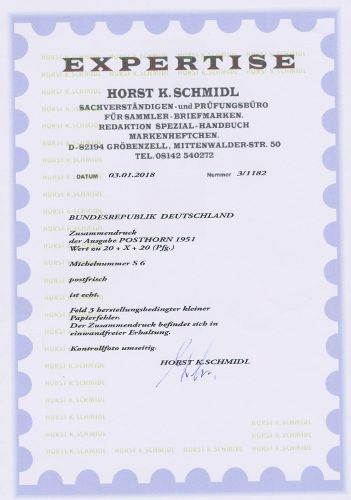 EXPERTISE
HORST K.SCHMIDL
SACHVERSTÄNDIGEN-und PRÜFUNGSBÜRO
FÜR SAMMLER-BRIEFMARKEN.
REDAKTION SPEZIAL-HANDBUCH
MARKENHEFTCHEN.
D-82194 GRÖBENZELL, MITTENWALDER-STR. 50
TEL. 08142 540272
DATUM 03.01.2018 Nummer 3/1182
BUNDESREPUBLIK DEUTSCHLAND
Zusammendruck
der Ausgabe POSTHORN 1951
Wert zu 20 + X + 20 (Pfg.)
Michelnummer S 6
postfrisch
ist echt.
Feld 3 herstellungsbedingter kleiner
Papierfehler.
Der Zusammendruck befindet sich in
einwandfreier Erhaltung.
Kontrollfoto umseitig.
HORST K.SCHMIDL